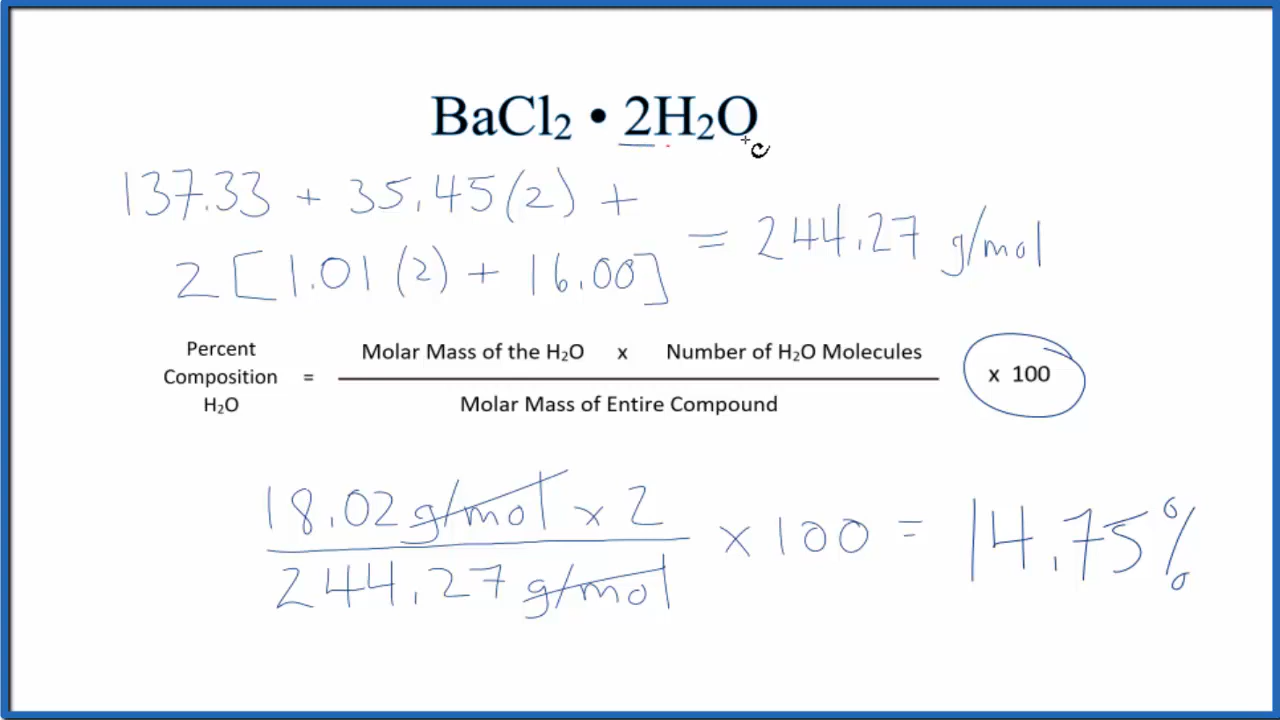 BaCl₂ • 2H₂O
137.33 + 35.45(2) +
2 [1.01(2) + 16.00]
= 244.27 g/mol
Percent
Composition
H₂O
=
Molar Mass of the H₂O x Number of H₂O Molecules
Molar Mass of Entire Compound
x 100
18.02 g/mol x 2
244.27 g/mol
x 100 = 14.75%